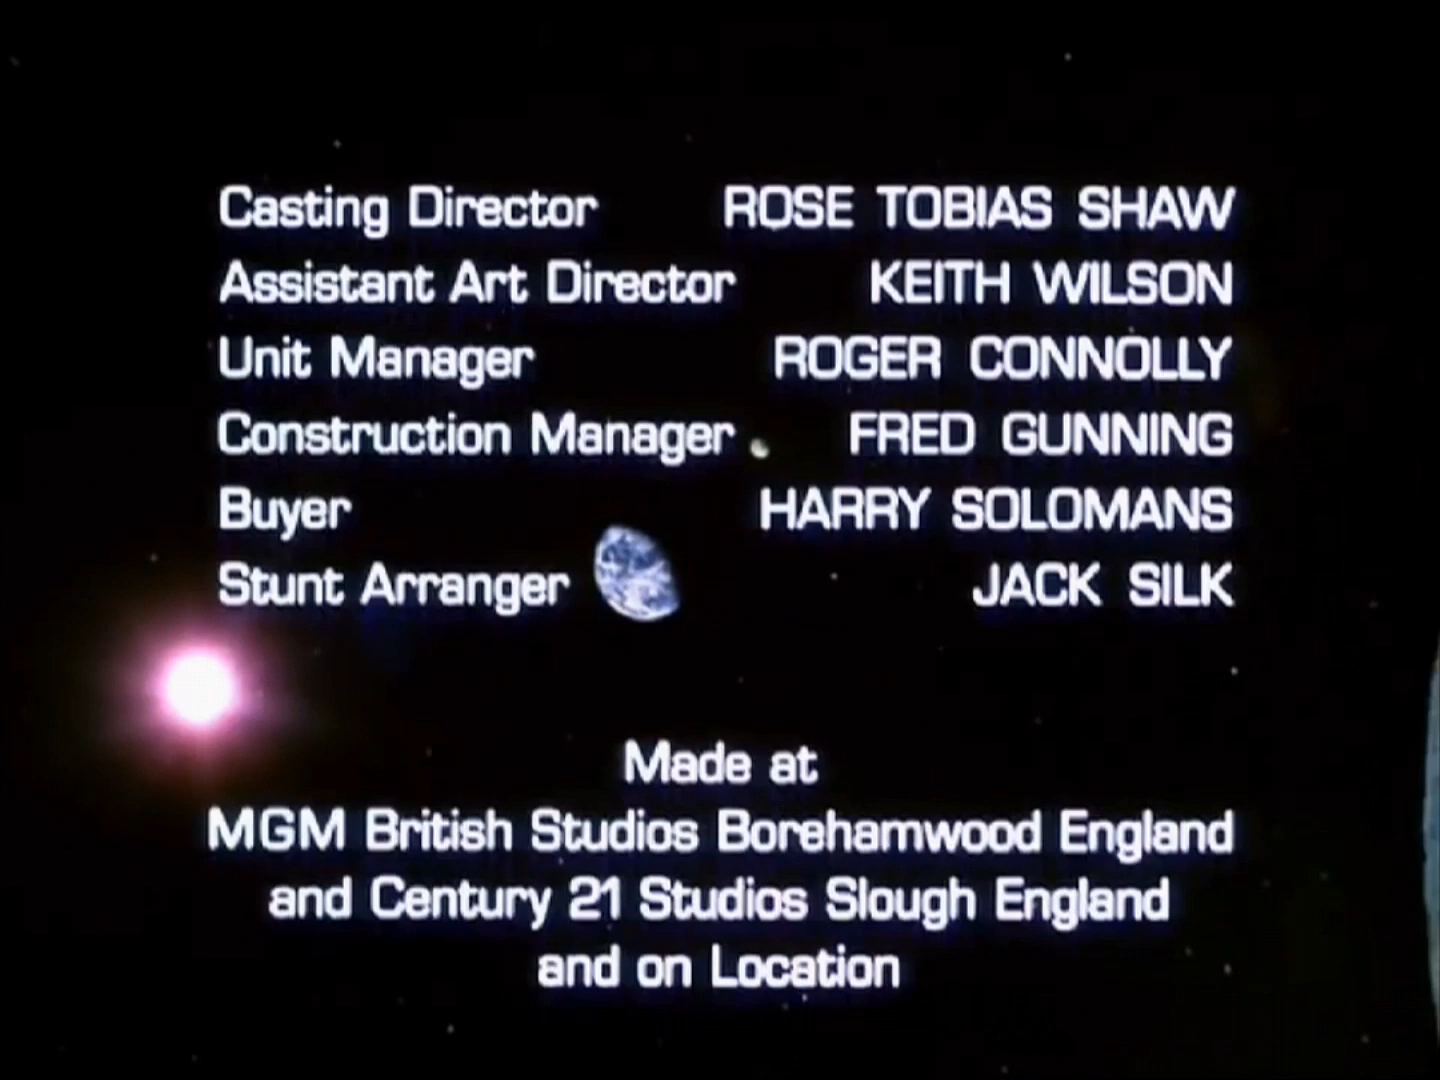 Casting Director ROSE TOBIAS SHAW
Assistant Art Director KEITH WILSON
Unit Manager ROGER CONNOLLY
Construction Manager FRED GUNNING
Buyer HARRY SOLOMANS
Stunt Arranger JACK SILK
Made at
MGM British Studios Borehamwood England
and Century 21 Studios Slough England
and on Location